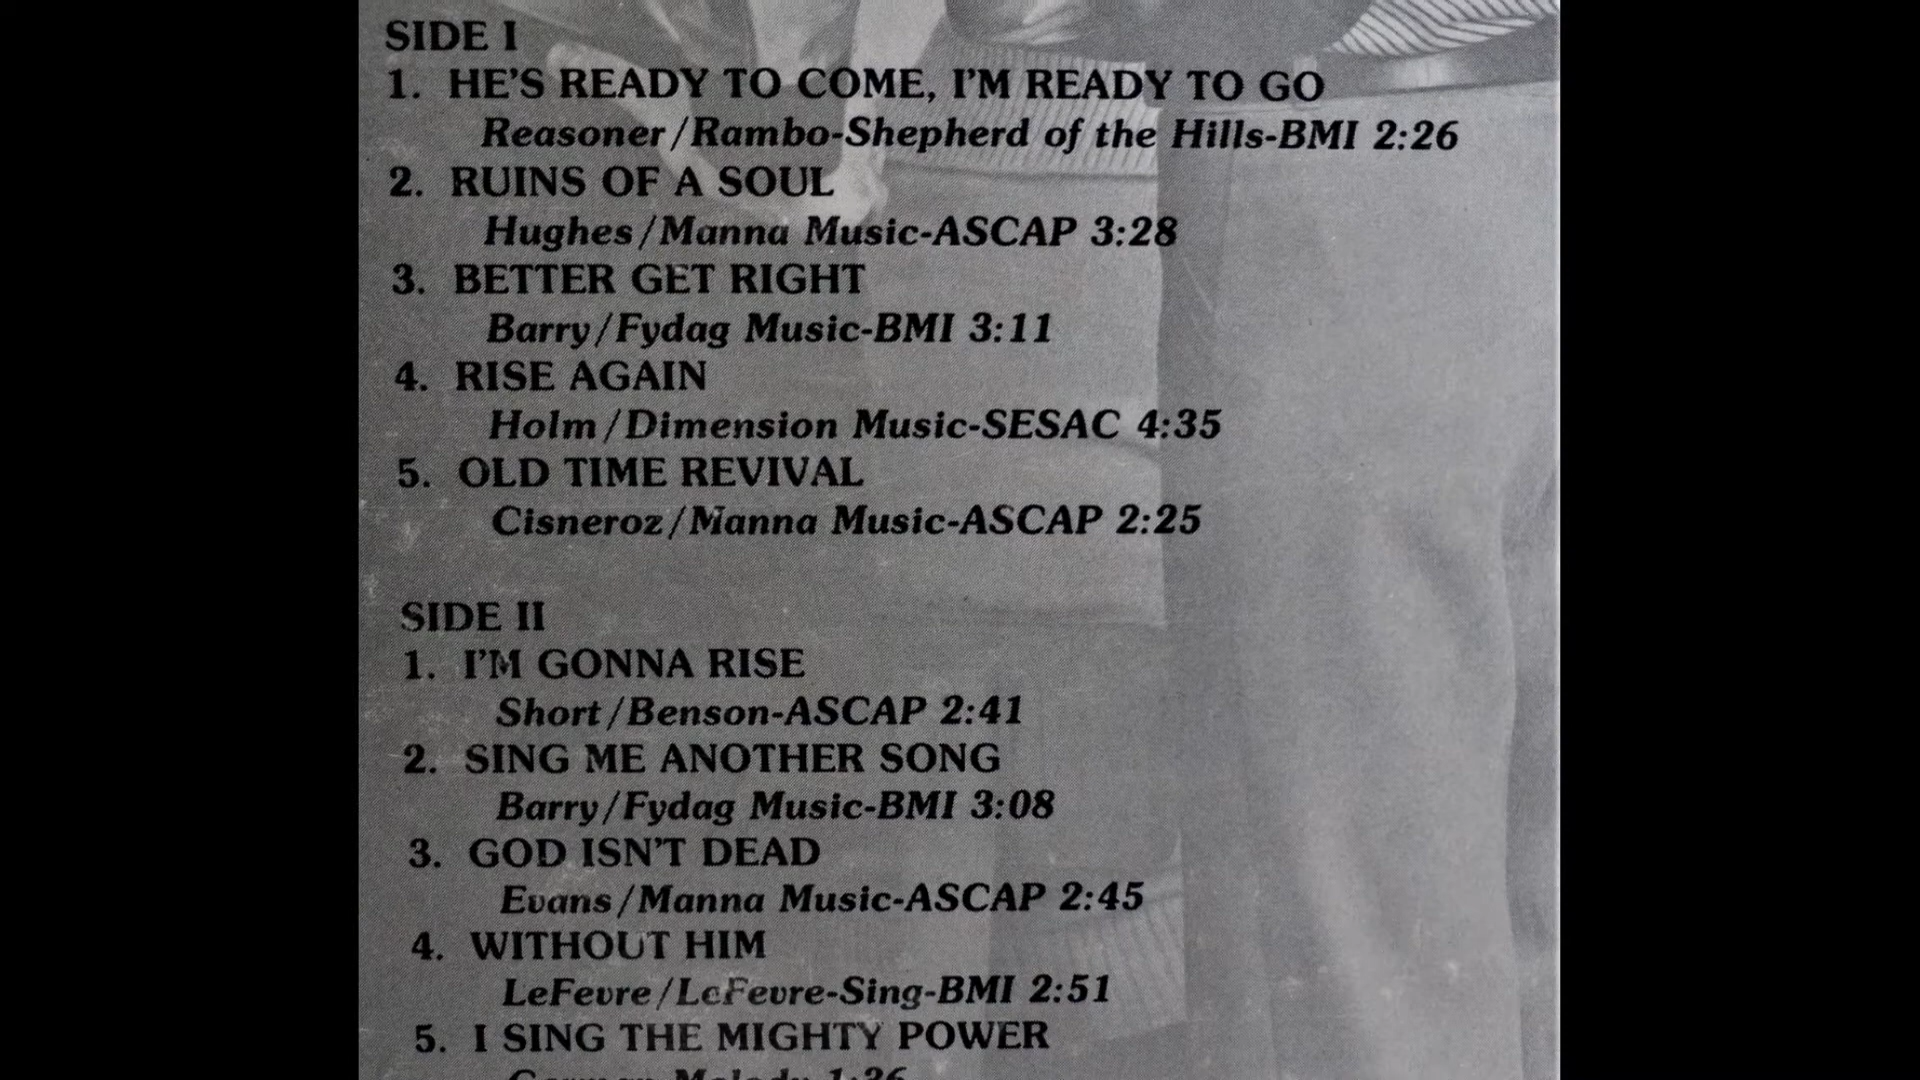 SIDE I
1. HE'S READY TO COME, I'M READY TO GO
Reasoner/Rambo-Shepherd of the Hills-BMI 2:26
2. RUINS OF A SOUL
Hughes/Manna Music-ASCAP 3:28
3. BETTER GET RIGHT
Barry/Fydag Music-BMI 3:11
4. RISE AGAIN
Holm/Dimension Music-SESAC 4:35
5. OLD TIME REVIVAL
Cisneroz/Manna Music-ASCAP 2:25
SIDE II
1. I'M GONNA RISE
Short/Benson-ASCAP 2:41
2. SING ME ANOTHER SONG
Barry/Fydag Music-BMI 3:08
3. GOD ISN'T DEAD
Evans/Manna Music-ASCAP 2:45
4. WITHOUT HIM
LeFevre/LeFevre-Sing-BMI 2:51
5. I SING THE MIGHTY POWER
German Melody 1:26